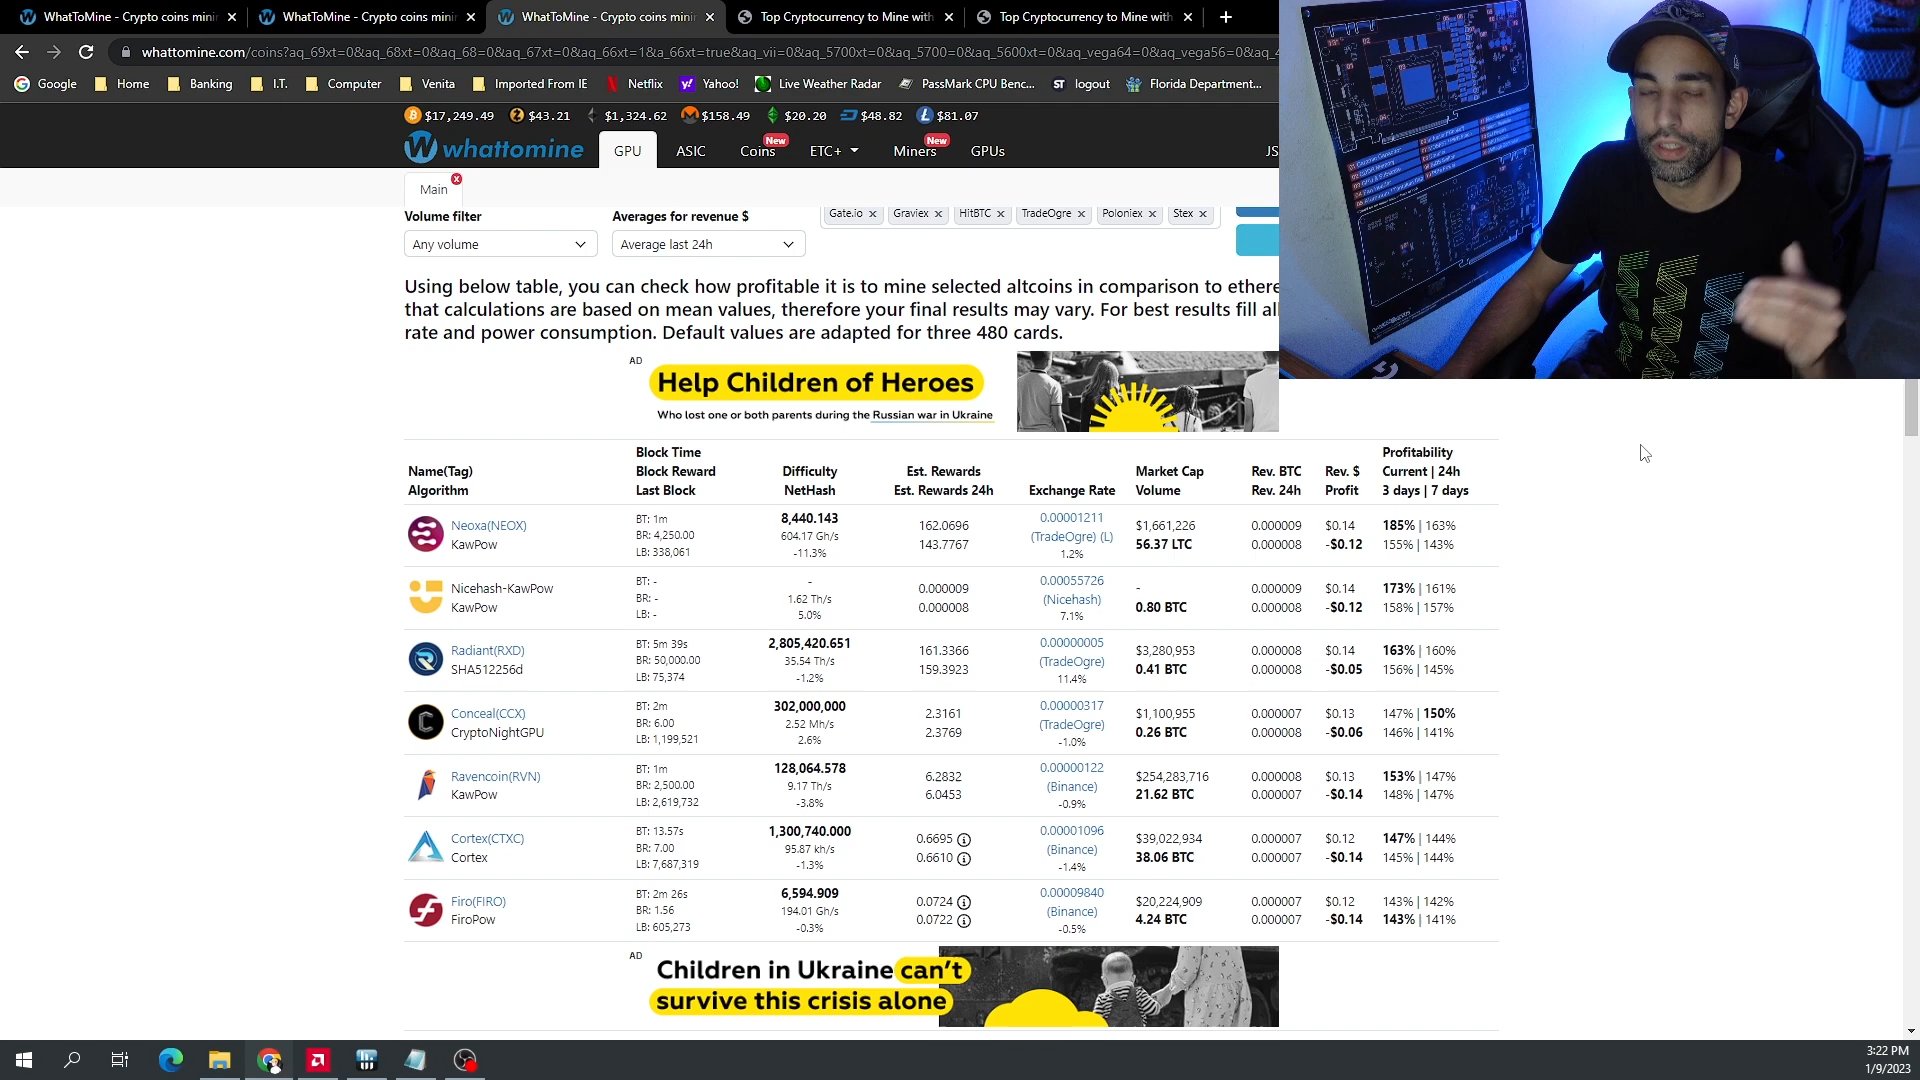 WhatToMine - Crypto coins minin
WhatToMine - Crypto coins minin
WhatToMine - Crypto coins minin
Top Cryptocurrency to Mine with
Top Cryptocurrency to Mine with
whattomine.com/coins?aq_69xt=0&aq_68xt=0&aq_68=0&aq_67xt=0&aq_66xt=1&a_66xt=true&aq_vii=0&aq_5700xt=0&aq_5700=0&aq_5600xt=0&aq_vega64=0&aq_vega56=0&aq_4
Google Home Banking I.T. Computer Venita Imported From IE Netflix Yahoo! Live Weather Radar PassMark CPU Benc... ST logout Florida Department...
$17,249.49 $43.21 $1,324.62 $158.49 $20.20 $48.82 $81.07
whattomine GPU ASIC Coins New ETC+ Miners New GPUs JS
Main
Volume filter Averages for revenue $
Gate.io Graviex HitBTC TradeOgre Poloniex Stex
Any volume Average last 24h
Using below table, you can check how profitable it is to mine selected altcoins in comparison to ethere
that calculations are based on mean values, therefore your final results may vary. For best results fill al
rate and power consumption. Default values are adapted for three 480 cards.
AD
Help Children of Heroes
Who lost one or both parents during the Russian war in Ukraine
Block Time Profitability
Name(Tag) Block Reward Difficulty Est. Rewards Market Cap Rev. BTC Rev. $ Current | 24h
Algorithm Last Block NetHash Est. Rewards 24h Exchange Rate Volume Rev. 24h Profit 3 days | 7 days
Neoxa(NEOX) BT: 1m 8,440.143 162.0696 0.00001211 $1,661,226 0.000009 $0.14 185% | 163%
KawPow BR: 4,250.00 604.17 Gh/s 143.7767 (TradeOgre) (L) 56.37 LTC 0.000008 -$0.12 155% | 143%
LB: 338,061 -11.3% 1.2%
Nicehash-KawPow BT: - - 0.000009 0.00055726 - 0.000009 $0.14 173% | 161%
KawPow BR: - 1.62 Th/s 0.000008 (Nicehash) 0.80 BTC 0.000008 -$0.12 158% | 157%
LB: - 5.0% 7.1%
Radiant(RXD) BT: 5m 39s 2,805,420.651 161.3366 0.00000005 $3,280,953 0.000008 $0.14 163% | 160%
SHA512256d BR: 50,000.00 35.54 Th/s 159.3923 (TradeOgre) 0.41 BTC 0.000008 -$0.05 156% | 145%
LB: 75,374 -1.2% 11.4%
Conceal(CCX) BT: 2m 302,000,000 2.3161 0.00000317 $1,100,955 0.000007 $0.13 147% | 150%
CryptoNightGPU BR: 6.00 2.52 Mh/s 2.3769 (TradeOgre) 0.26 BTC 0.000008 -$0.06 146% | 141%
LB: 1,199,521 2.6% -1.0%
Ravencoin(RVN) BT: 1m 128,064.578 6.2832 0.00000122 $254,283,716 0.000008 $0.13 153% | 147%
KawPow BR: 2,500.00 9.17 Th/s 6.0453 (Binance) 21.62 BTC 0.000007 -$0.14 148% | 147%
LB: 2,619,732 -3.8% -0.9%
Cortex(CTXC) BT: 13.57s 1,300,740.000 0.6695 0.00001096 $39,022,934 0.000007 $0.12 147% | 144%
Cortex BR: 7.00 95.87 kh/s 0.6610 (Binance) 38.06 BTC 0.000007 -$0.14 145% | 144%
LB: 7,687,319 -1.3% -1.4%
Firo(FIRO) BT: 2m 26s 6,594.909 0.0724 0.00009840 $20,224,909 0.000007 $0.12 143% | 142%
FiroPow BR: 1.56 194.01 Gh/s 0.0722 (Binance) 4.24 BTC 0.000007 -$0.14 143% | 141%
LB: 605,273 -0.3% -0.5%
AD
Children in Ukraine can't
survive this crisis alone
3:22 PM
1/9/2023